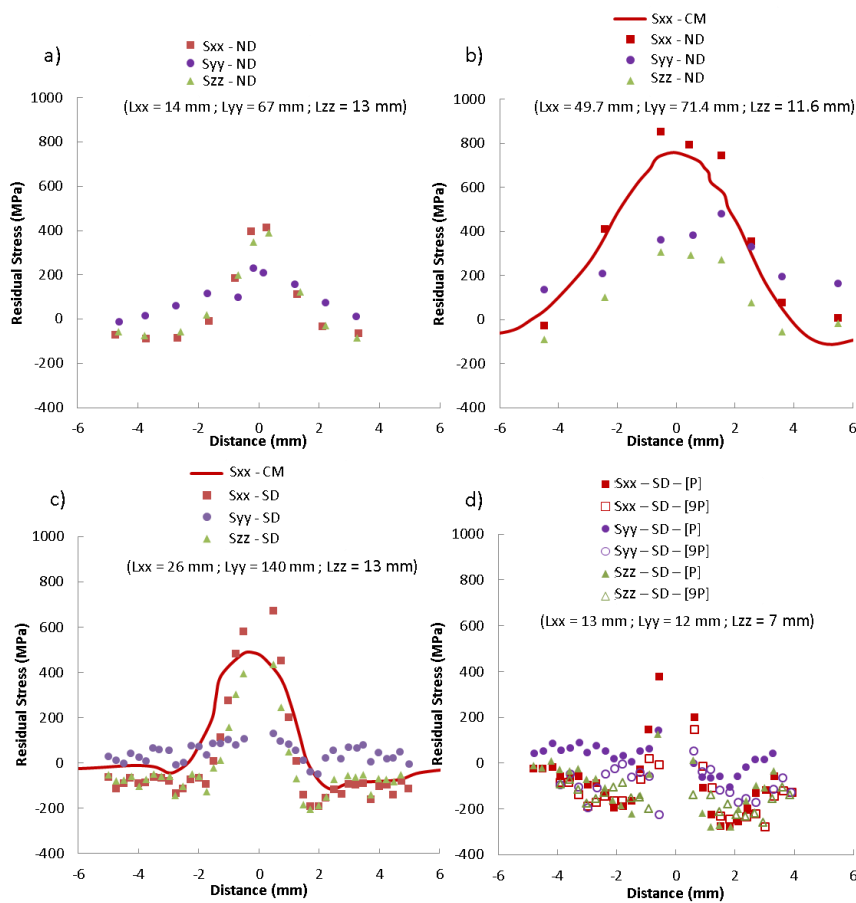 a)
Sxx - ND
Syy - ND
Szz - ND
(Lxx = 14 mm ; Lyy = 67 mm ; Lzz = 13 mm)
Residual Stress (MPa)
1000
800
600
400
200
0
-200
-400
-6
-4
-2
0
2
4
6
Distance (mm)
b)
Sxx - CM
Sxx - ND
Syy - ND
Szz - ND
(Lxx = 49.7 mm ; Lyy = 71.4 mm ; Lzz = 11.6 mm)
Residual Stress (MPa)
1000
800
600
400
200
0
-200
-400
-6
-4
-2
0
2
4
6
Distance (mm)
c)
Sxx - CM
Sxx - SD
Syy - SD
Szz - SD
(Lxx = 26 mm ; Lyy = 140 mm ; Lzz = 13 mm)
Residual Stress (MPa)
1000
800
600
400
200
0
-200
-400
-6
-4
-2
0
2
4
6
Distance (mm)
d)
Sxx – SD – [P]
Sxx – SD – [9P]
Syy – SD – [P]
Syy – SD – [9P]
Szz – SD – [P]
Szz – SD – [9P]
(Lxx = 13 mm ; Lyy = 12 mm ; Lzz = 7 mm)
Residual Stress (MPa)
1000
800
600
400
200
0
-200
-400
-6
-4
-2
0
2
4
6
Distance (mm)